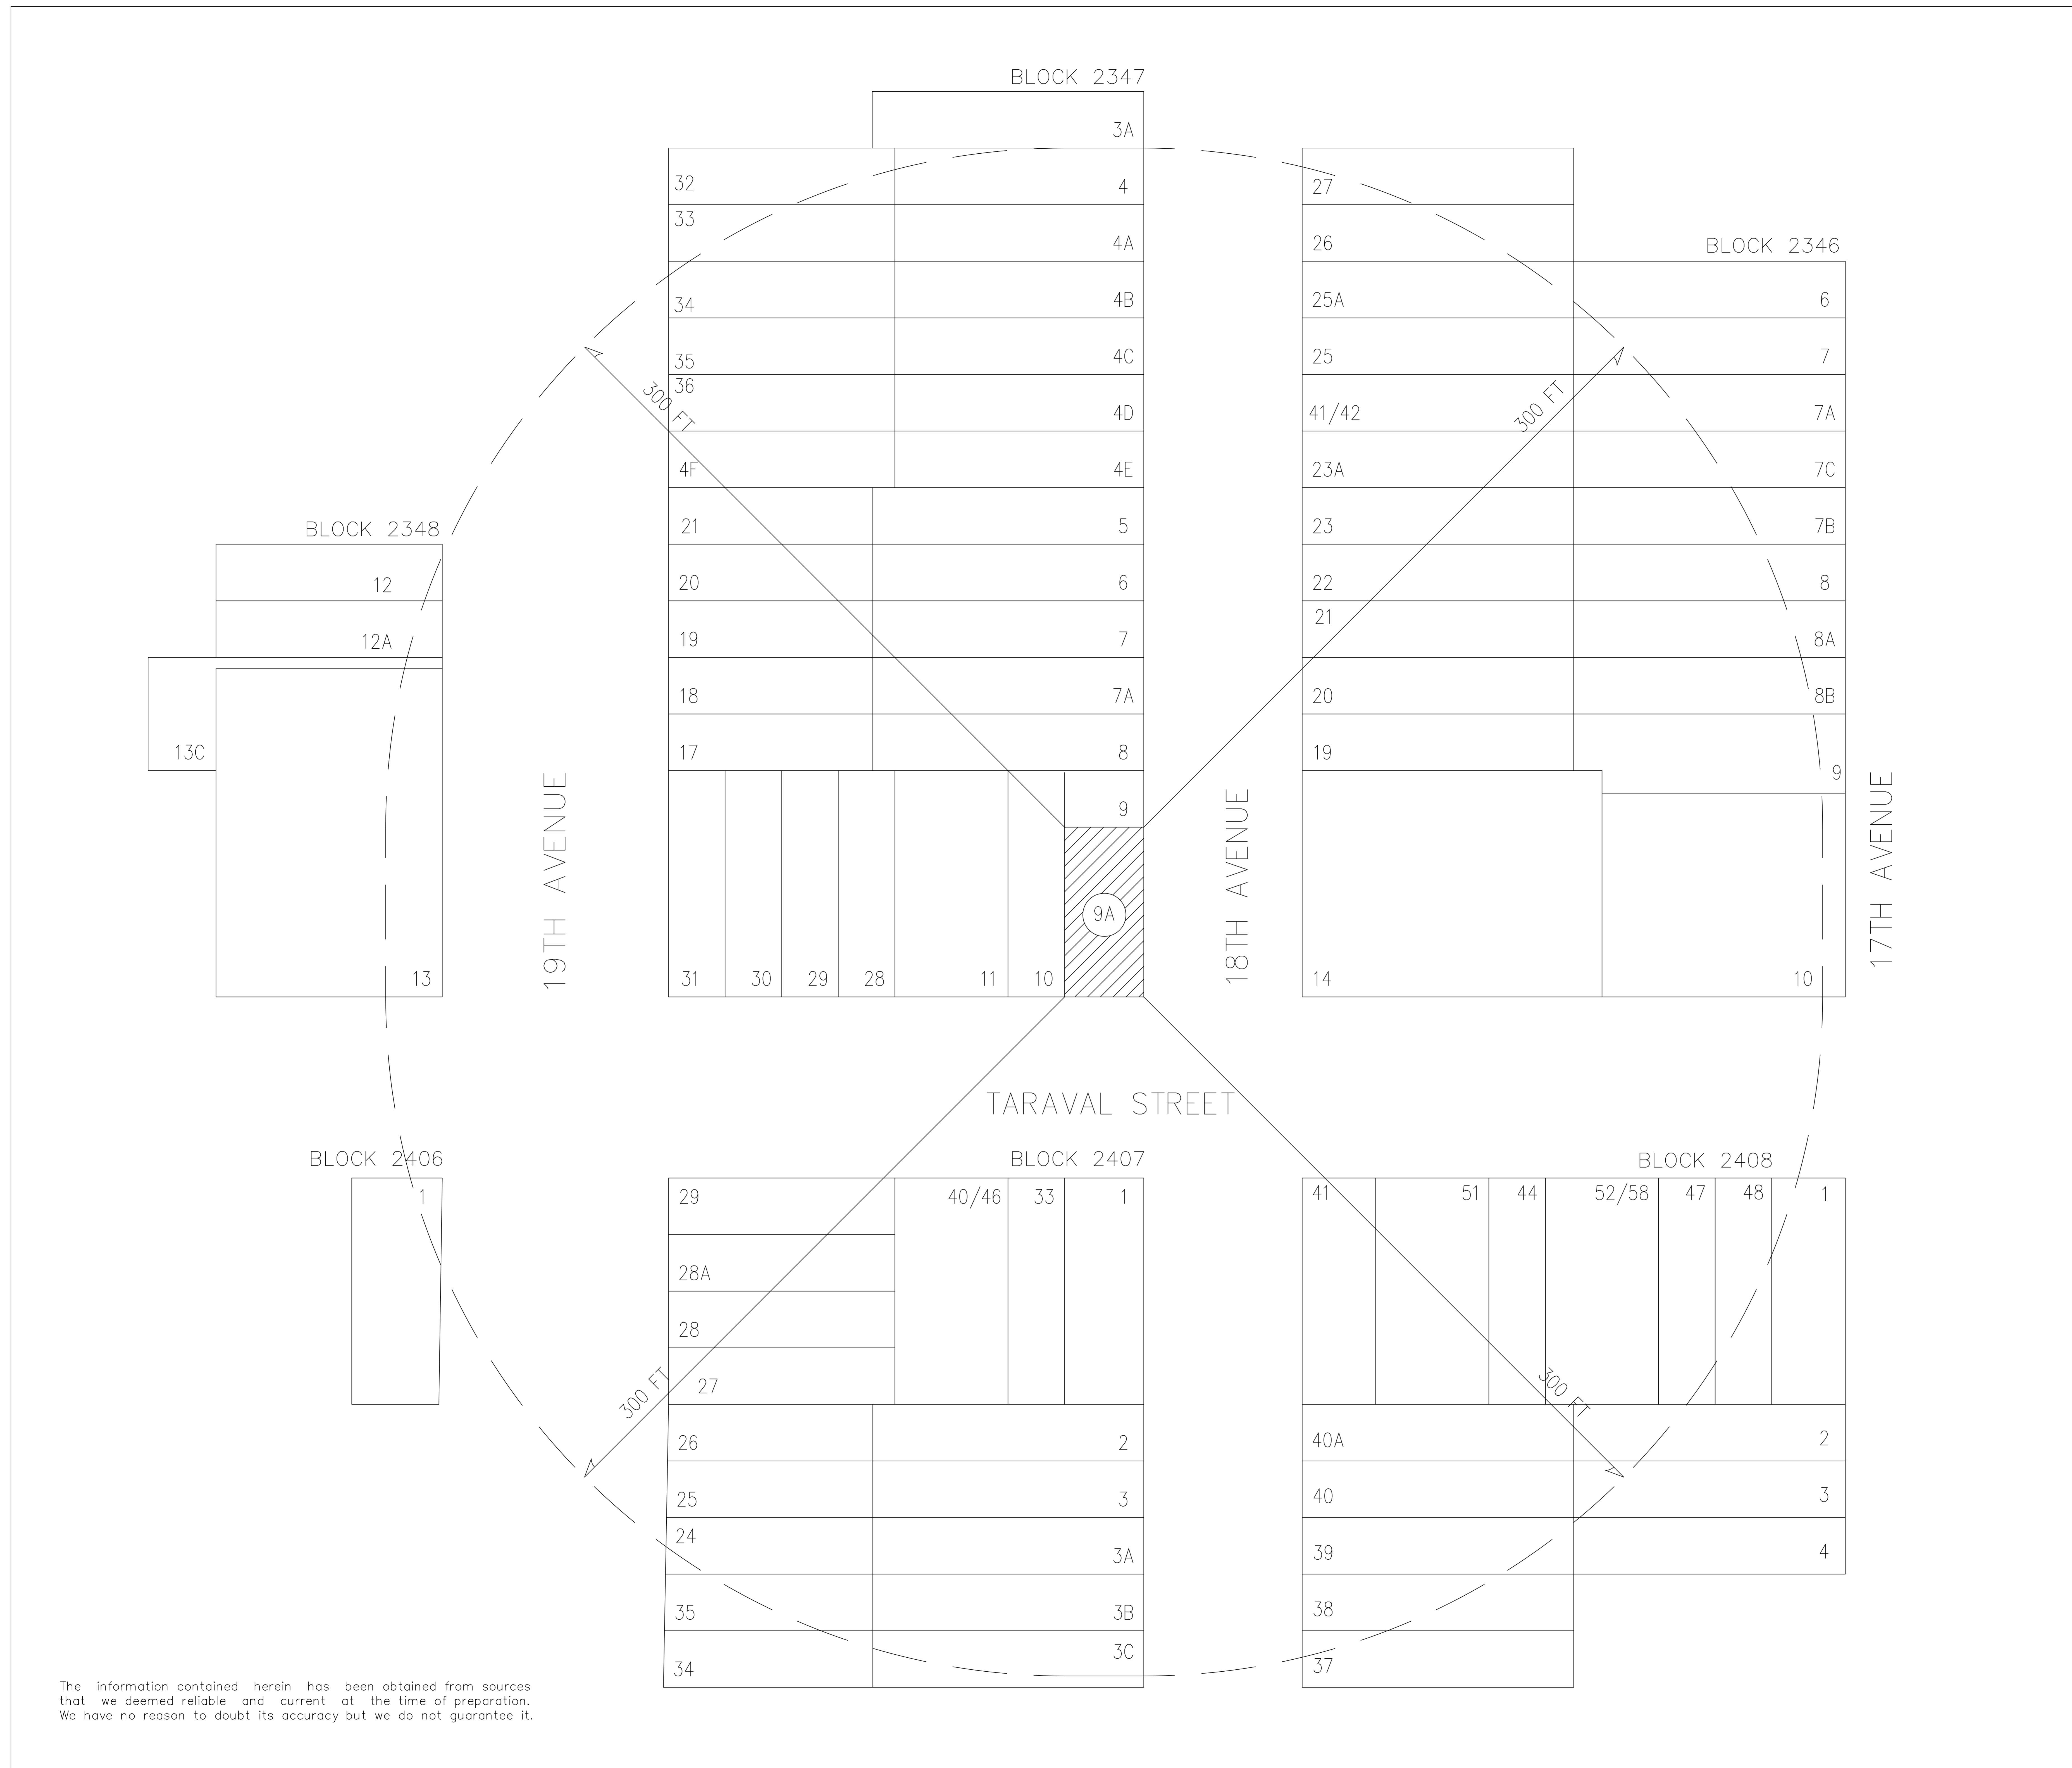 BLOCK 2347
3A
32
4
27
33
4A
26
BLOCK 2346
34
4B
25A
6
35
4C
25
7
36
300 FT
4D
41/42
300 FT
7A
4F
4E
23A
7C
BLOCK 2348
21
5
23
7B
12
20
6
22
8
21
12A
19
7
8A
18
7A
20
8B
13C
17
8
19
9
9
19TH AVENUE
18TH AVENUE
17TH AVENUE
9A
13
31
30
29
28
11
10
14
10
TARAVAL STREET
BLOCK 2406
BLOCK 2407
BLOCK 2408
1
29
40/46
33
1
41
51
44
52/58
47
48
1
28A
28
27
300 FT
300 FT
26
2
40A
2
25
3
40
3
24
3A
39
4
35
3B
38
3C
34
37
The information contained herein has been obtained from sources
that we deemed reliable and current at the time of preparation.
We have no reason to doubt its accuracy but we do not guarantee it.